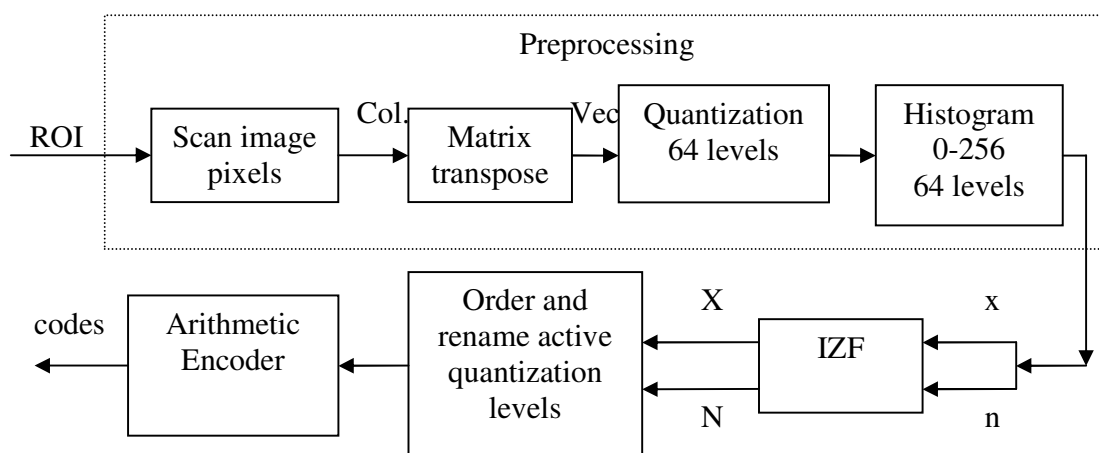 Preprocessing
ROI
Scan image
pixels
Col.
Matrix
transpose
Vec
Quantization
64 levels
Histogram
0-256
64 levels
codes
Arithmetic
Encoder
Order and
rename active
quantization
levels
X
N
IZF
x
n